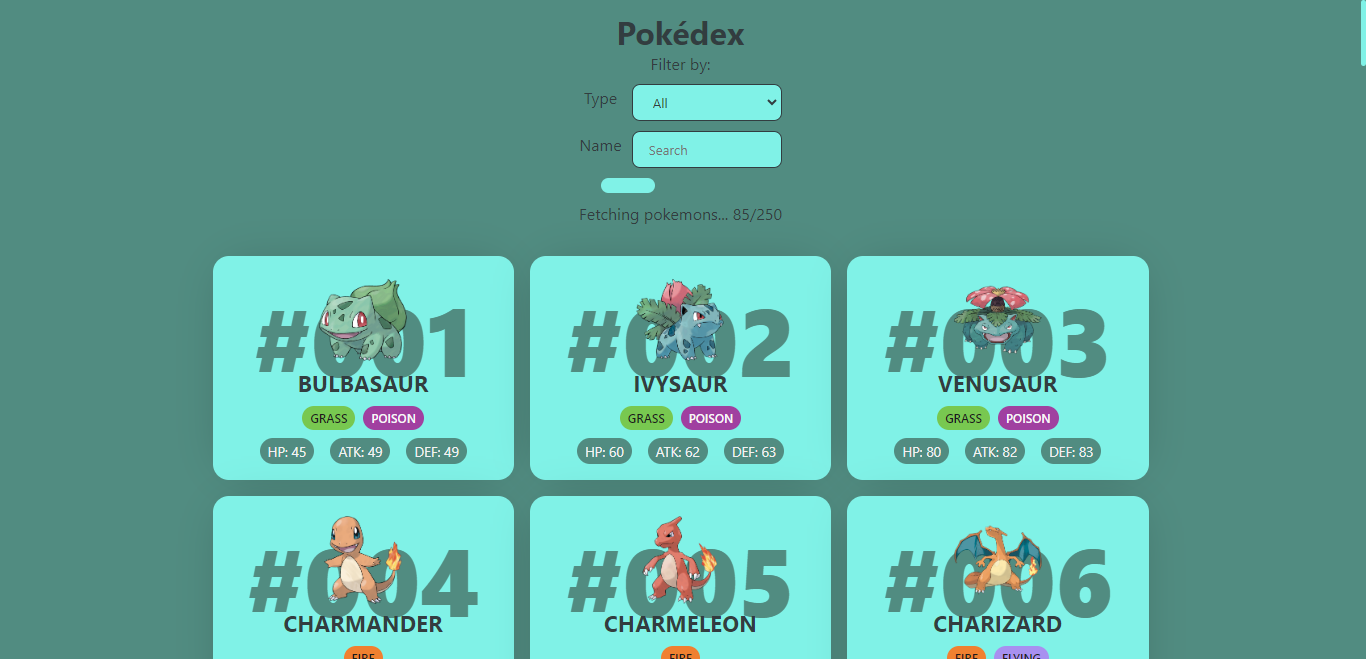 Pokédex
Filter by:
Type All
Name Search
Fetching pokemons... 85/250
#001 #002 #003
BULBASAUR IVYSAUR VENUSAUR
GRASS POISON GRASS POISON GRASS POISON
HP: 45 ATK: 49 DEF: 49 HP: 60 ATK: 62 DEF: 63 HP: 80 ATK: 82 DEF: 83
#004 #005 #006
CHARMANDER CHARMELEON CHARIZARD
FIRE FIRE FIRE FLYING